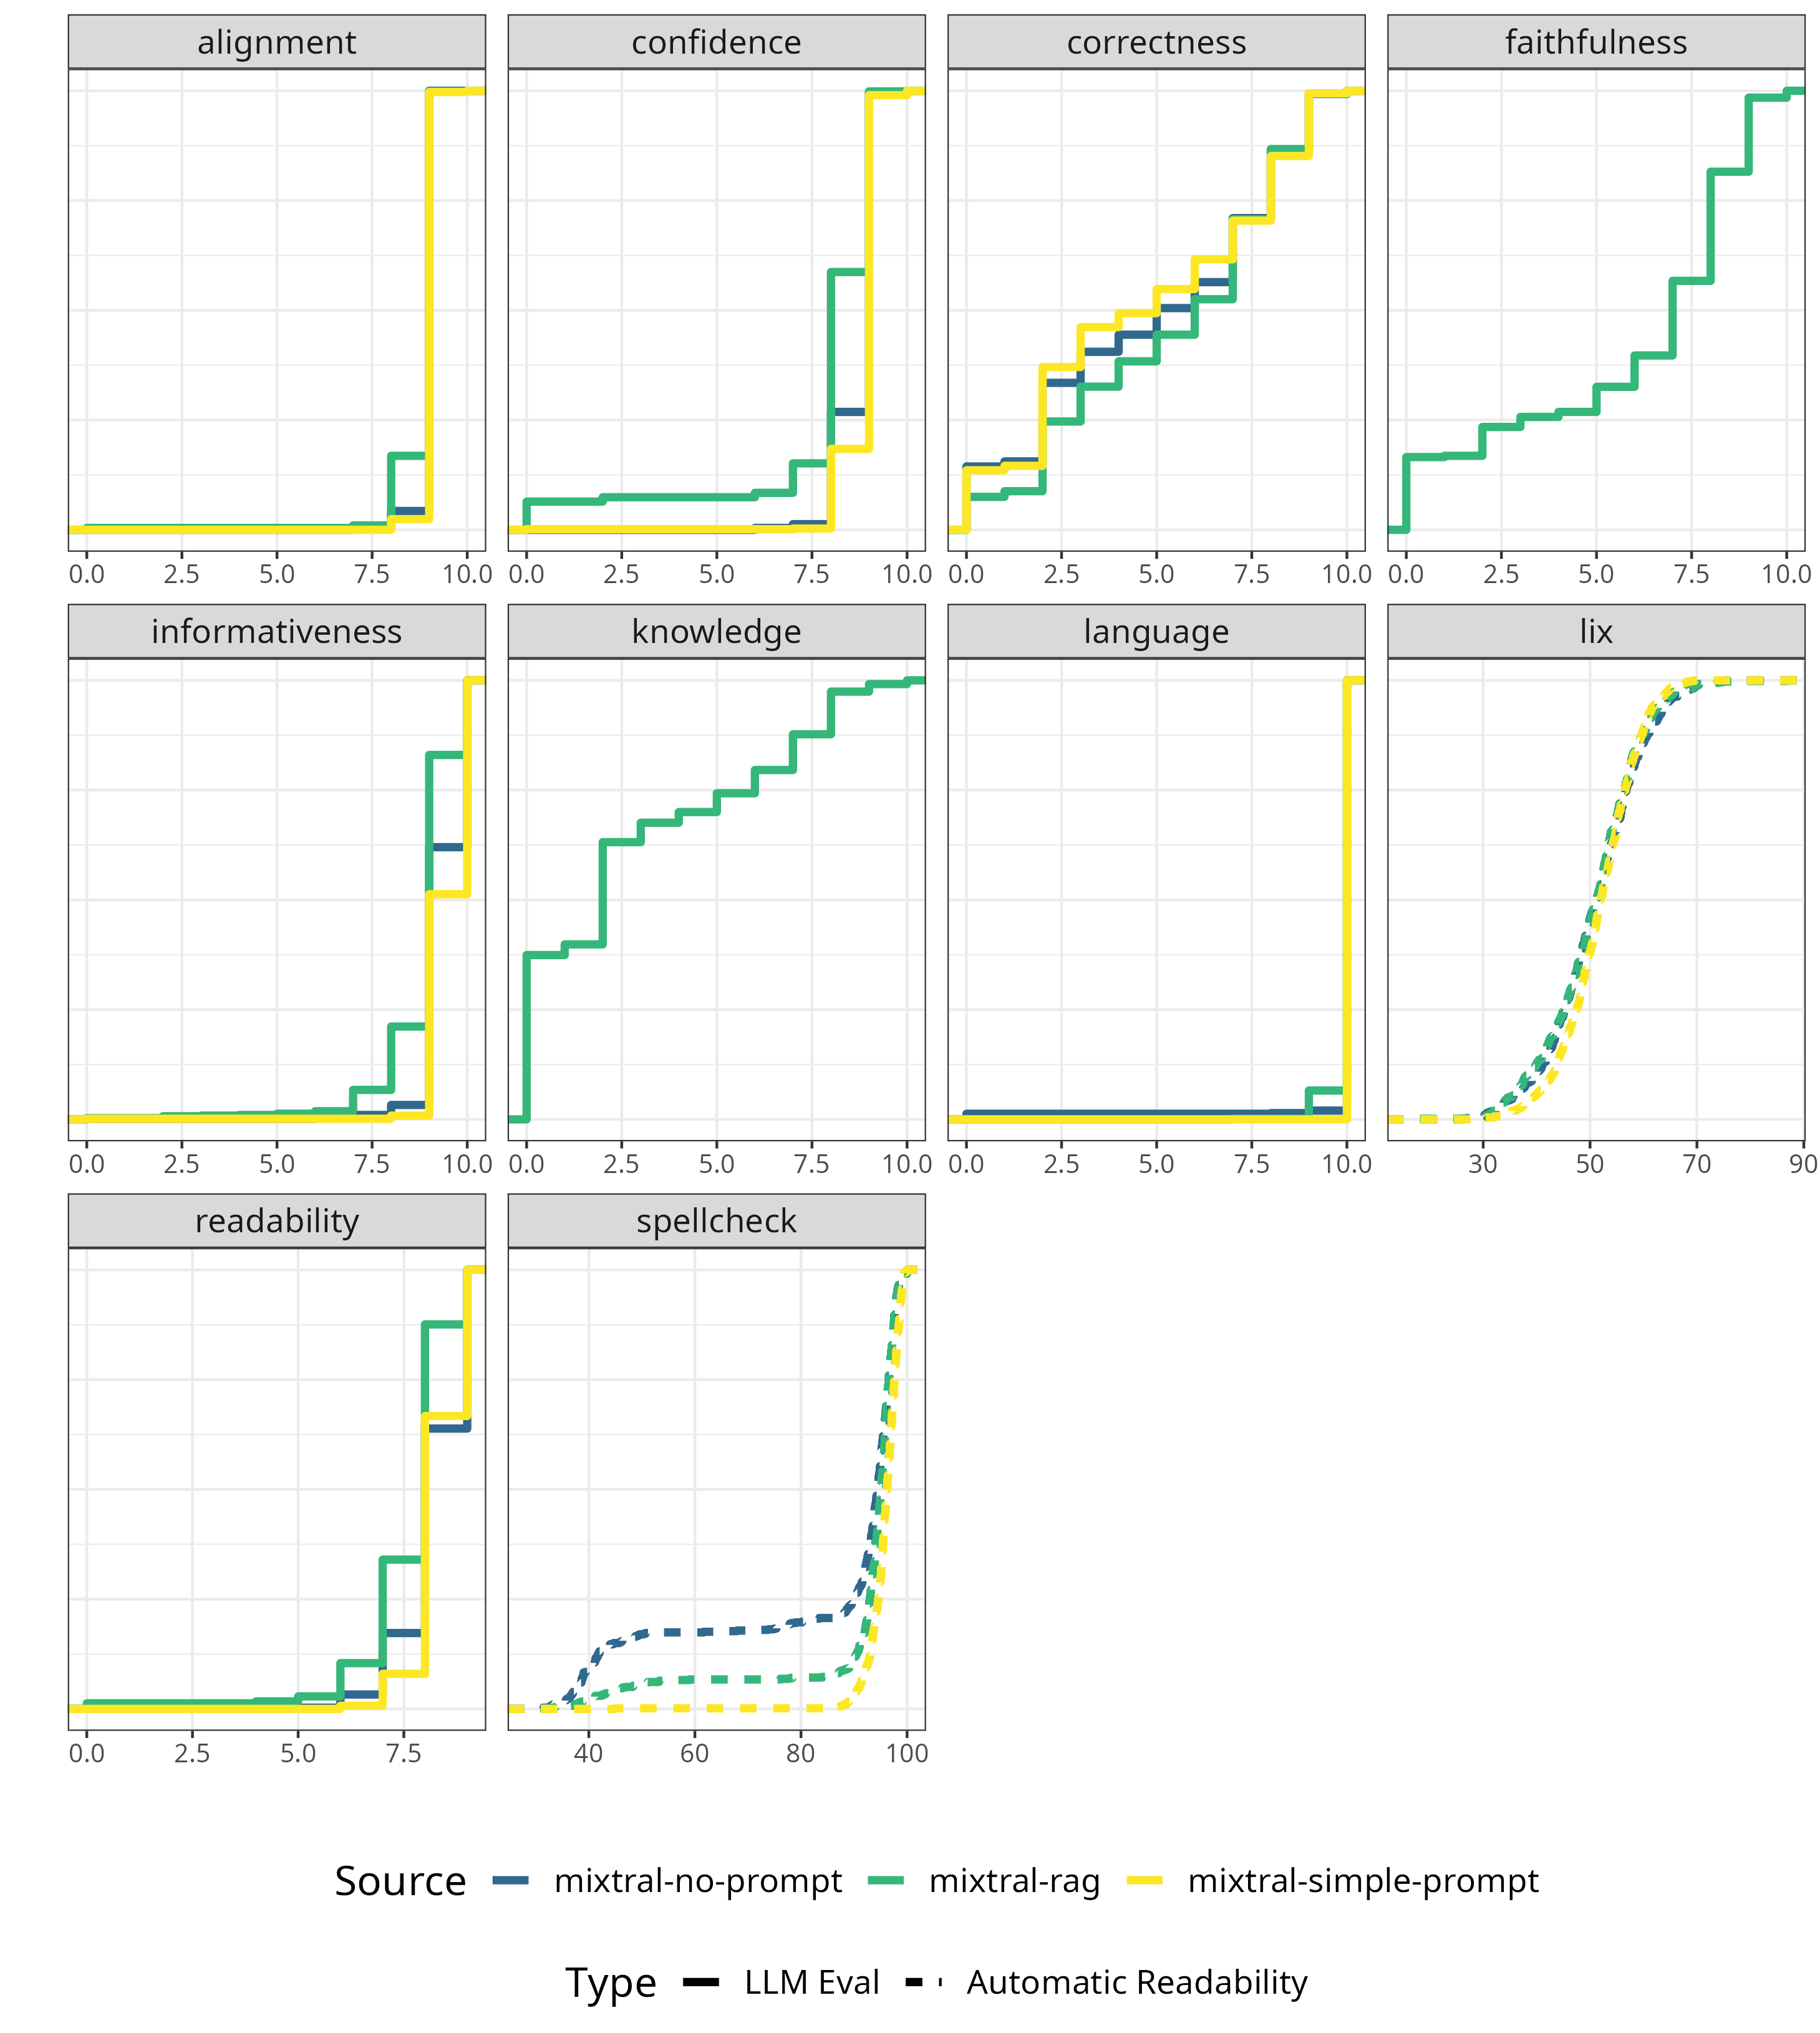 alignment confidence correctness faithfulness
0.0 2.5 5.0 7.5 10.0 0.0 2.5 5.0 7.5 10.0 0.0 2.5 5.0 7.5 10.0 0.0 2.5 5.0 7.5 10.0
informativeness knowledge language lix
0.0 2.5 5.0 7.5 10.0 0.0 2.5 5.0 7.5 10.0 0.0 2.5 5.0 7.5 10.0 30 50 70 90
readability spellcheck
0.0 2.5 5.0 7.5 40 60 80 100
Source mixtral-no-prompt mixtral-rag mixtral-simple-prompt
Type LLM Eval Automatic Readability